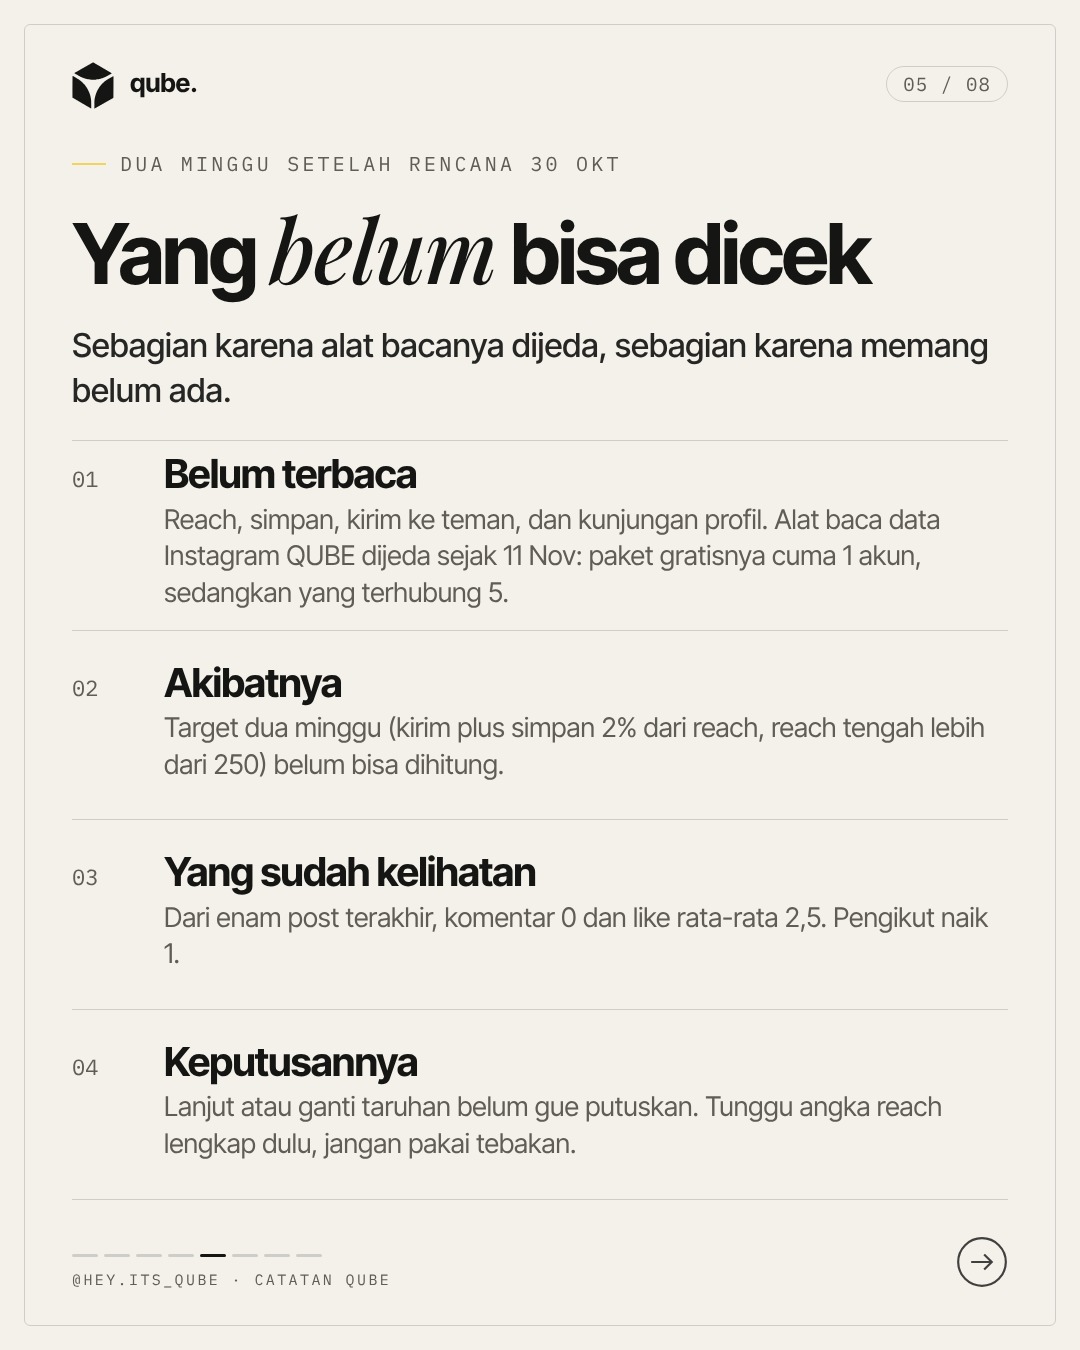 qube.
05 / 08
DUA MINGGU SETELAH RENCANA 30 OKT
Yang belum bisa dicek
Sebagian karena alat bacanya dijeda, sebagian karena memang
belum ada.
01
Belum terbaca
Reach, simpan, kirim ke teman, dan kunjungan profil. Alat baca data
Instagram QUBE dijeda sejak 11 Nov: paket gratisnya cuma 1 akun,
sedangkan yang terhubung 5.
02
Akibatnya
Target dua minggu (kirim plus simpan 2% dari reach, reach tengah lebih
dari 250) belum bisa dihitung.
03
Yang sudah kelihatan
Dari enam post terakhir, komentar 0 dan like rata-rata 2,5. Pengikut naik
1.
04
Keputusannya
Lanjut atau ganti taruhan belum gue putuskan. Tunggu angka reach
lengkap dulu, jangan pakai tebakan.
@HEY.ITS_QUBE · CATATAN QUBE